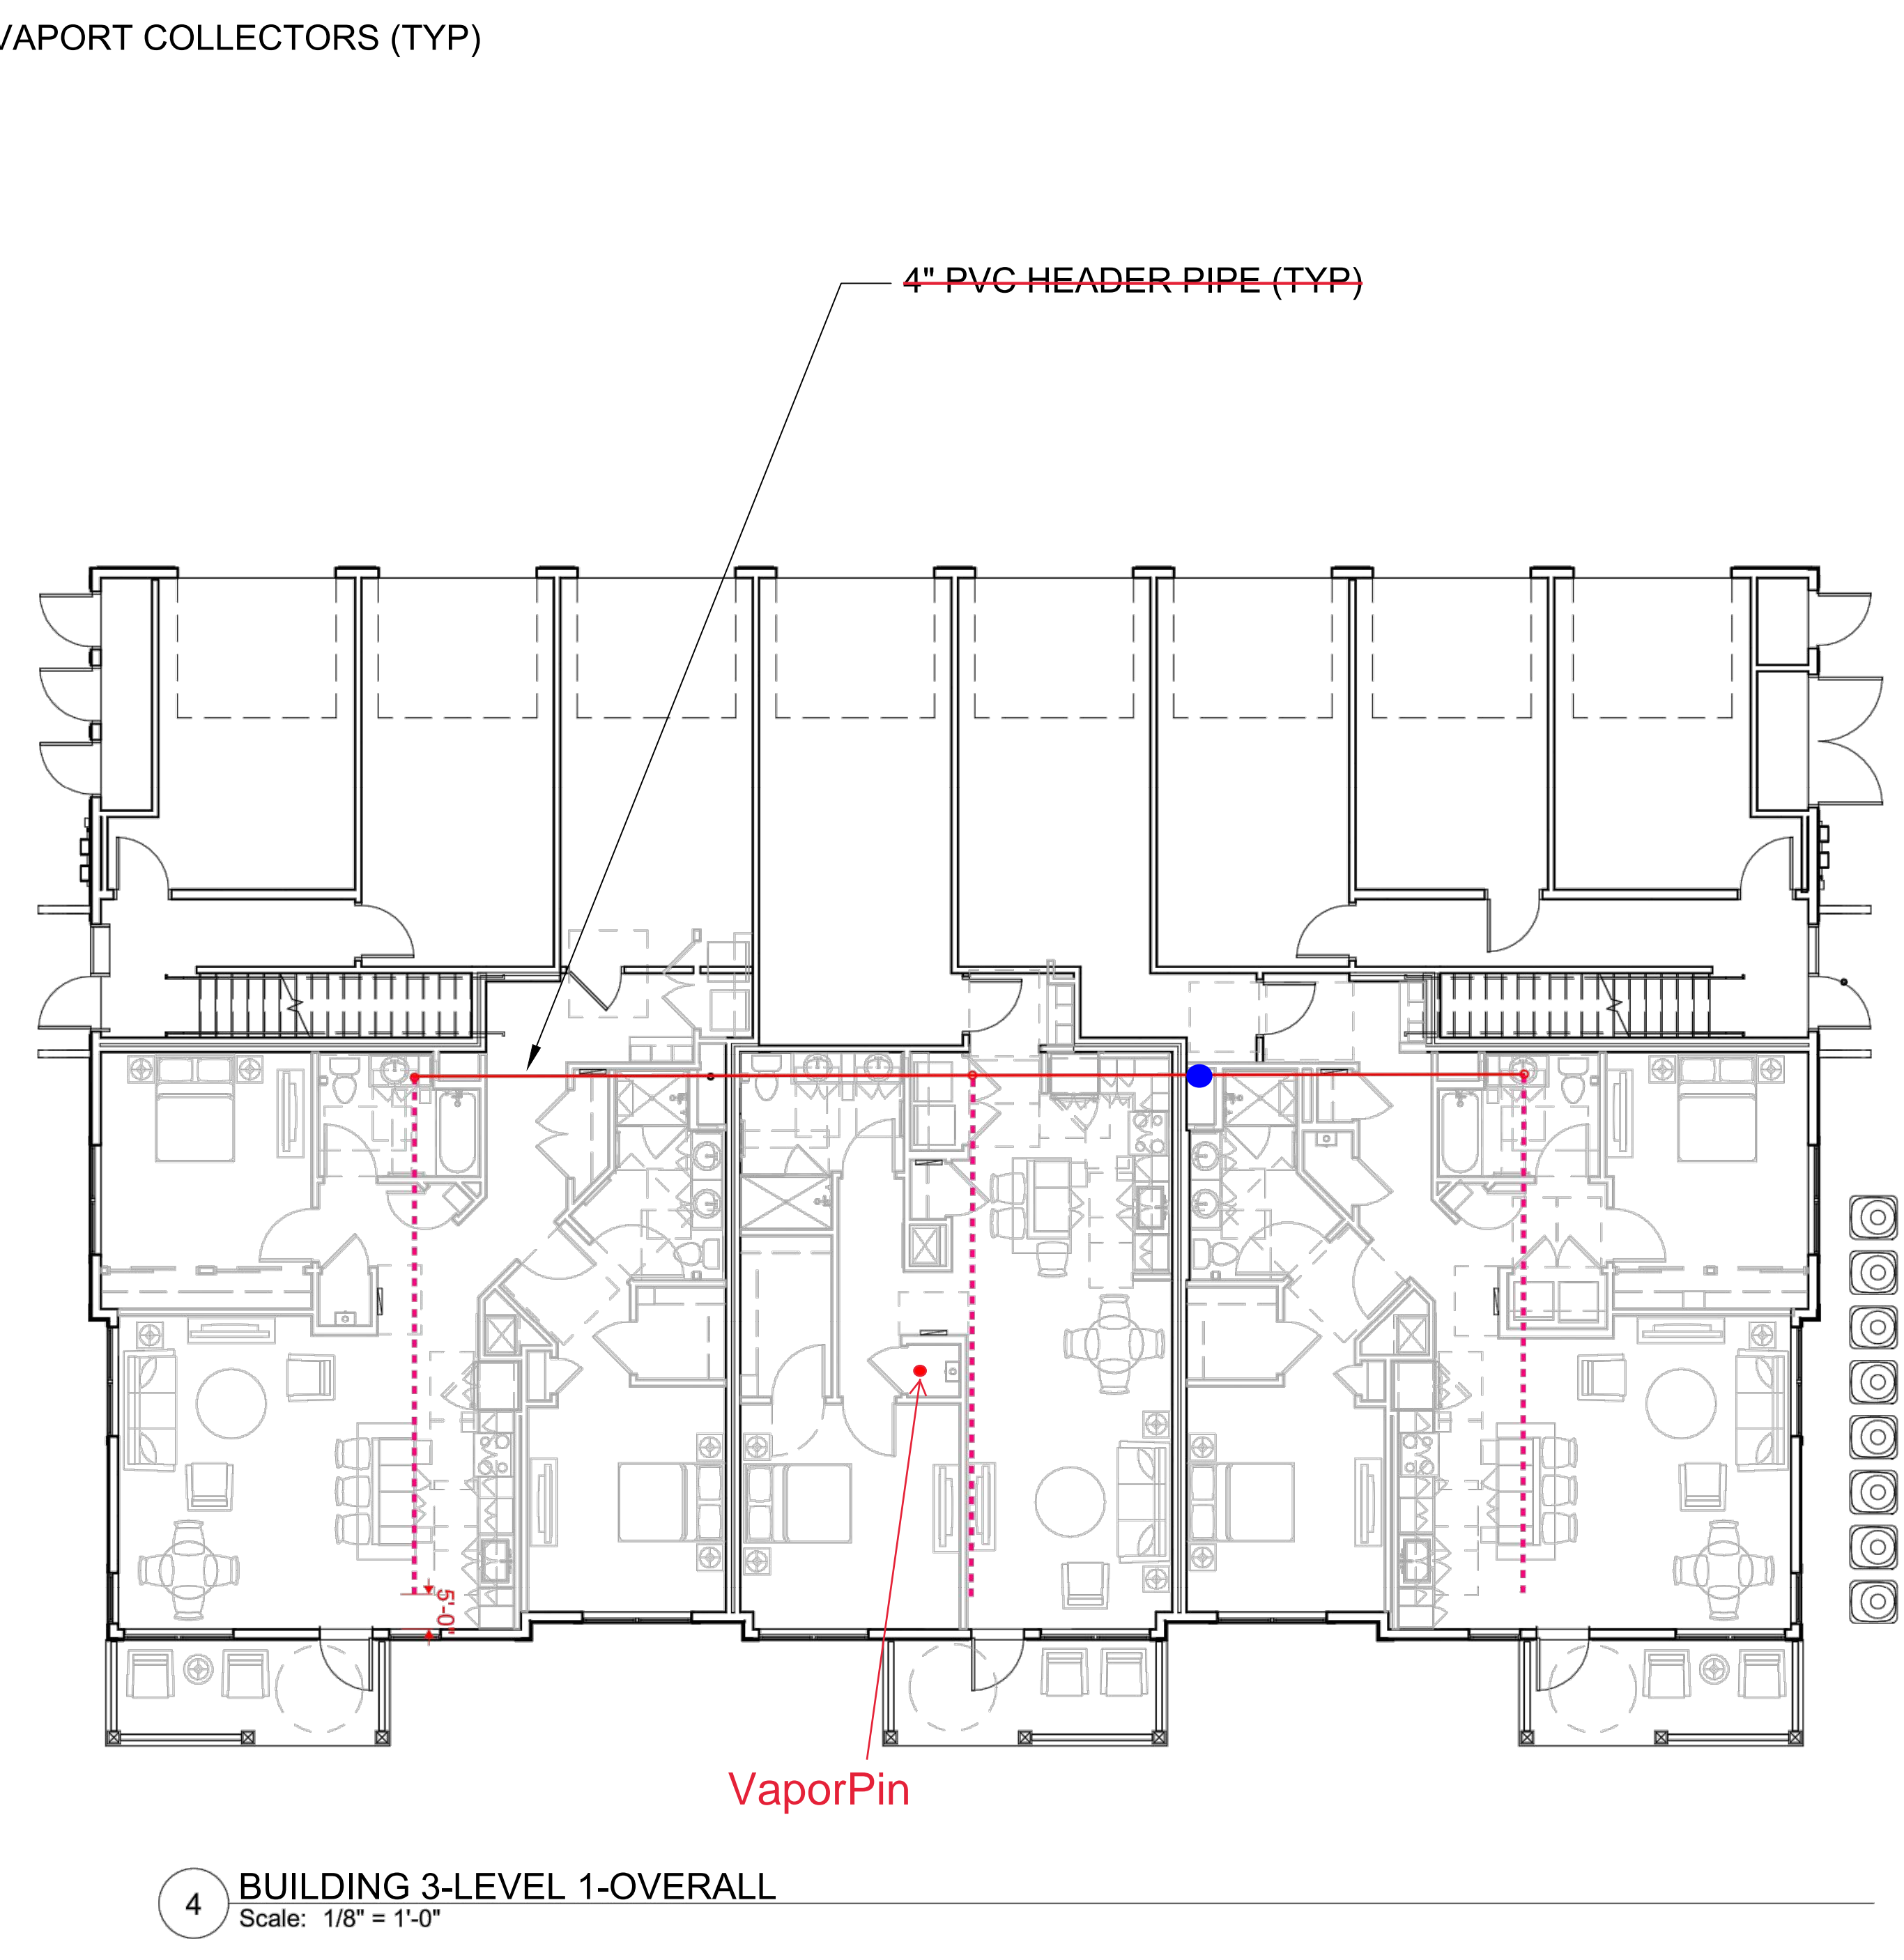 VAPORT COLLECTORS (TYP)
4" PVC HEADER PIPE (TYP)
5'-0"
VaporPin
4
BUILDING 3-LEVEL 1-OVERALL
Scale: 1/8" = 1'-0"